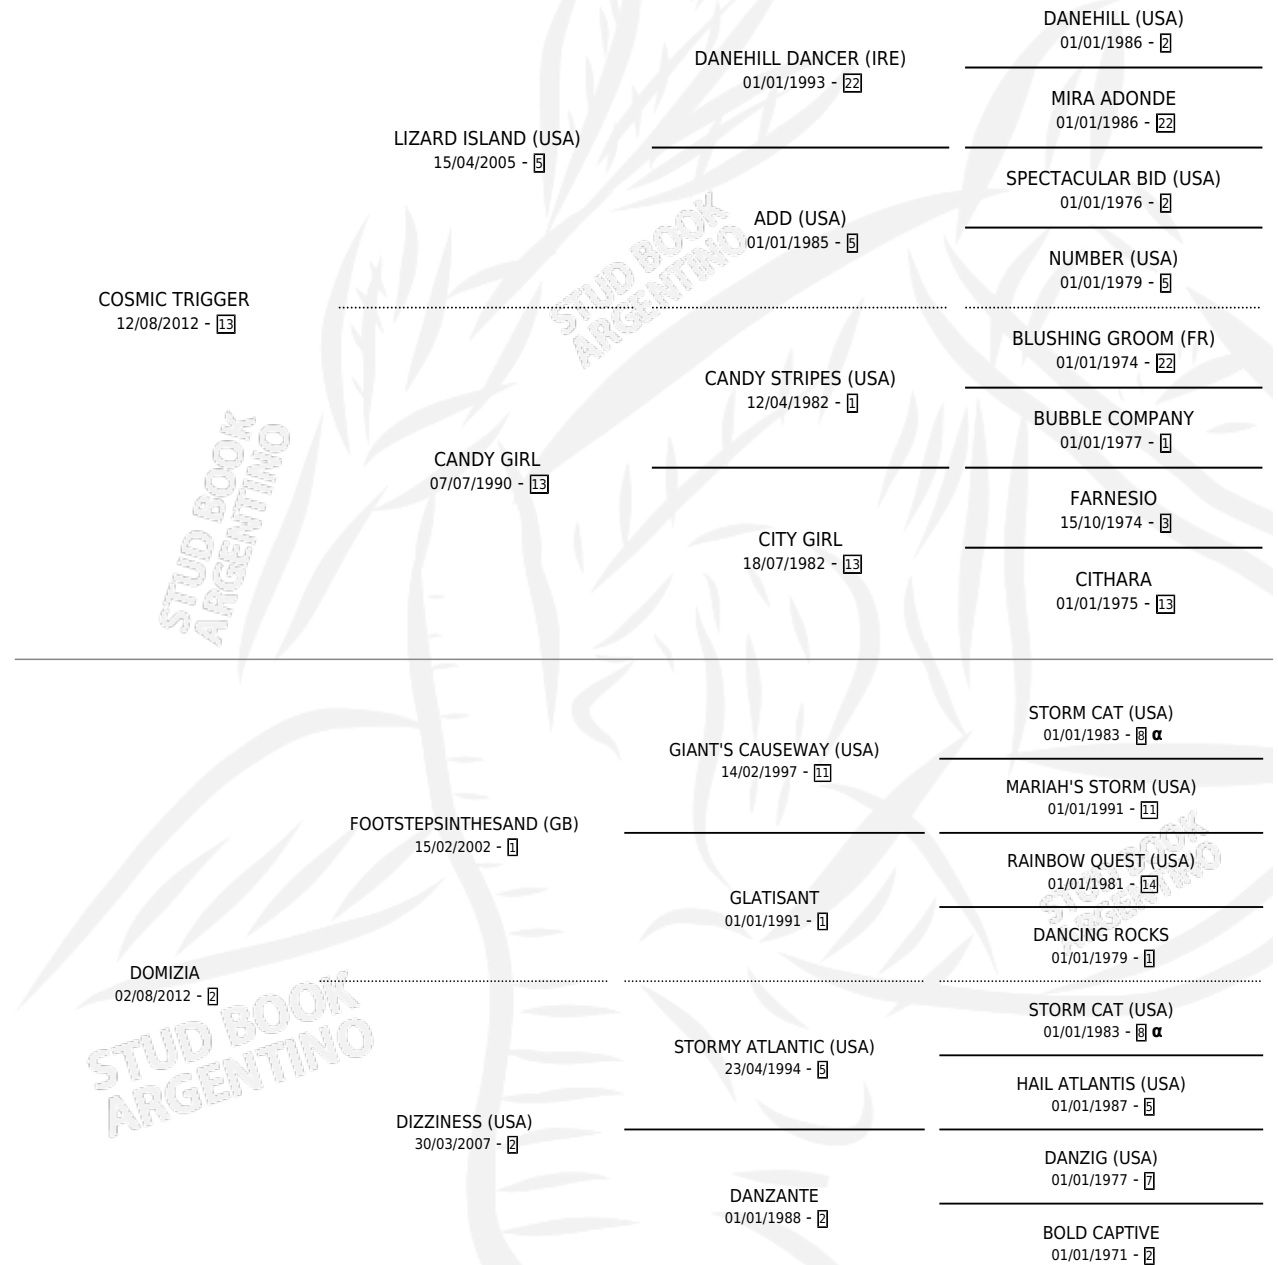 DANEHILL (USA)
01/01/1986 - 2
DANEHILL DANCER (IRE)
01/01/1993 - 22
MIRA ADONDE
01/01/1986 - 22
LIZARD ISLAND (USA)
15/04/2005 - 5
SPECTACULAR BID (USA)
01/01/1976 - 2
ADD (USA)
01/01/1985 - 5
NUMBER (USA)
01/01/1979 - 5
COSMIC TRIGGER
12/08/2012 - 13
BLUSHING GROOM (FR)
01/01/1974 - 22
CANDY STRIPES (USA)
12/04/1982 - 1
BUBBLE COMPANY
01/01/1977 - 1
CANDY GIRL
07/07/1990 - 13
FARNESIO
15/10/1974 - 3
CITY GIRL
18/07/1982 - 13
CITHARA
01/01/1975 - 13
STORM CAT (USA)
01/01/1983 - 8 α
GIANT'S CAUSEWAY (USA)
14/02/1997 - 11
MARIAH'S STORM (USA)
01/01/1991 - 11
FOOTSTEPSINTHESAND (GB)
15/02/2002 - 1
RAINBOW QUEST (USA)
01/01/1981 - 14
GLATISANT
01/01/1991 - 1
DANCING ROCKS
01/01/1979 - 1
DOMIZIA
02/08/2012 - 2
STORM CAT (USA)
01/01/1983 - 8 α
STORMY ATLANTIC (USA)
23/04/1994 - 5
HAIL ATLANTIS (USA)
01/01/1987 - 5
DIZZINESS (USA)
30/03/2007 - 2
DANZIG (USA)
01/01/1977 - 7
DANZANTE
01/01/1988 - 2
BOLD CAPTIVE
01/01/1971 - 2
STUD BOOK
ARGENTINO
STUD BOOK
ARGENTINO
STUD BOOK
ARGENTINO
STUD BOOK
ARGENTINO